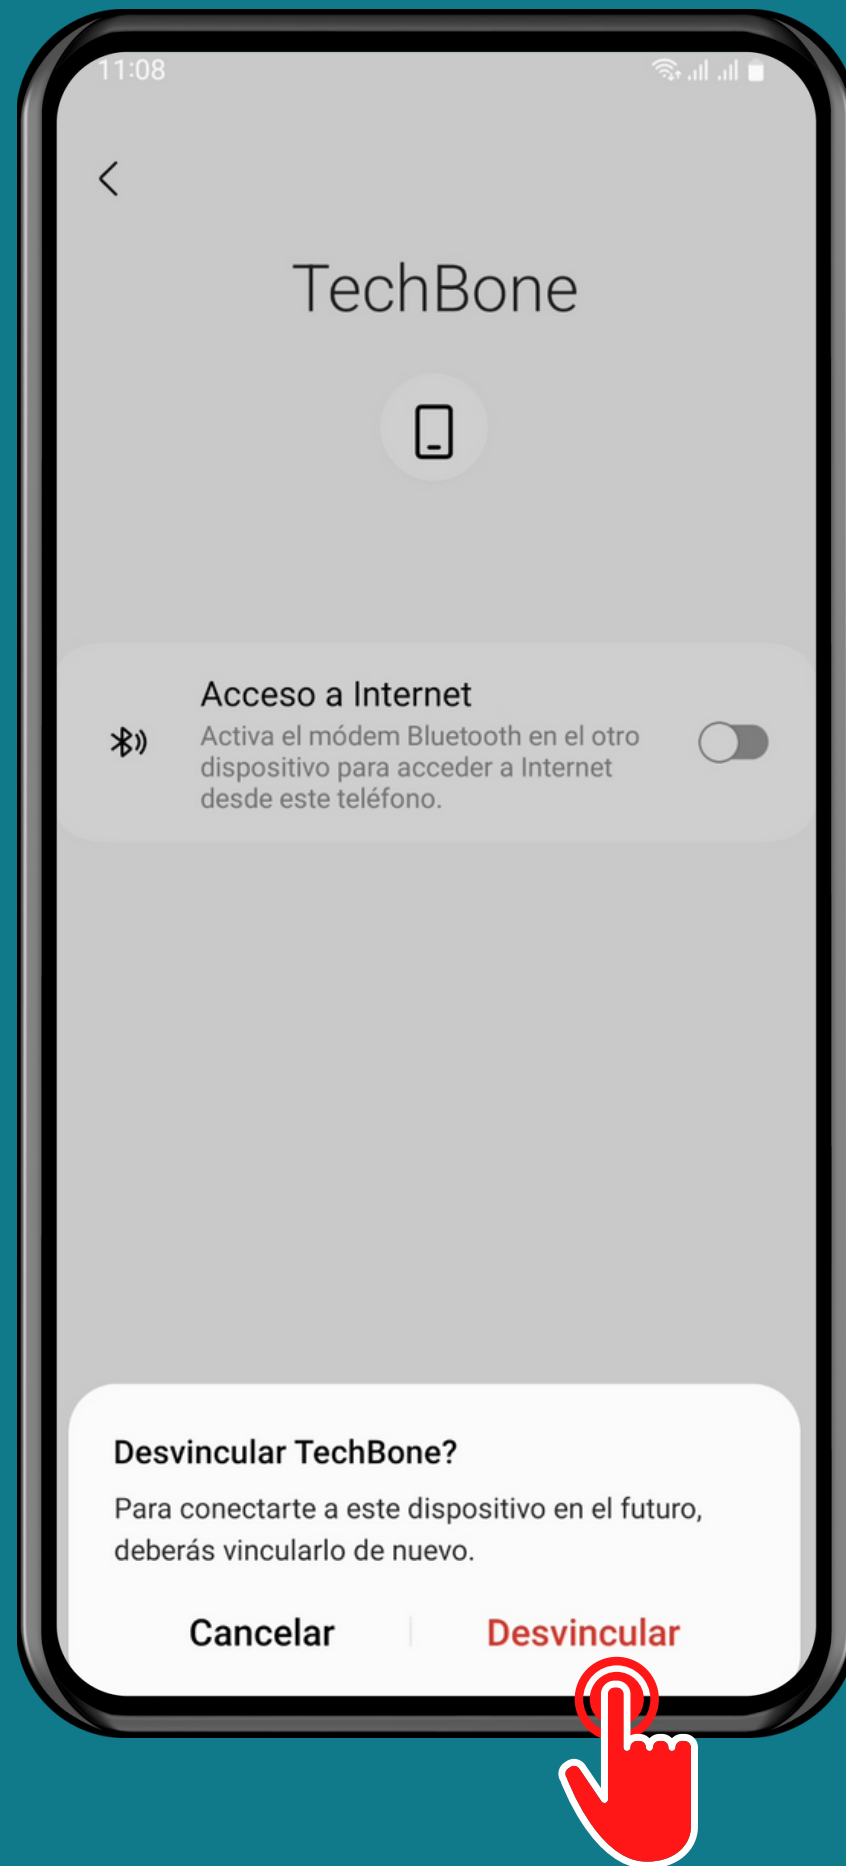 11:08
TechBone
Acceso a Internet
Activa el módem Bluetooth en el otro
dispositivo para acceder a Internet
desde este teléfono.
Desvincular TechBone?
Para conectarte a este dispositivo en el futuro,
deberás vincularlo de nuevo.
Cancelar
Desvincular